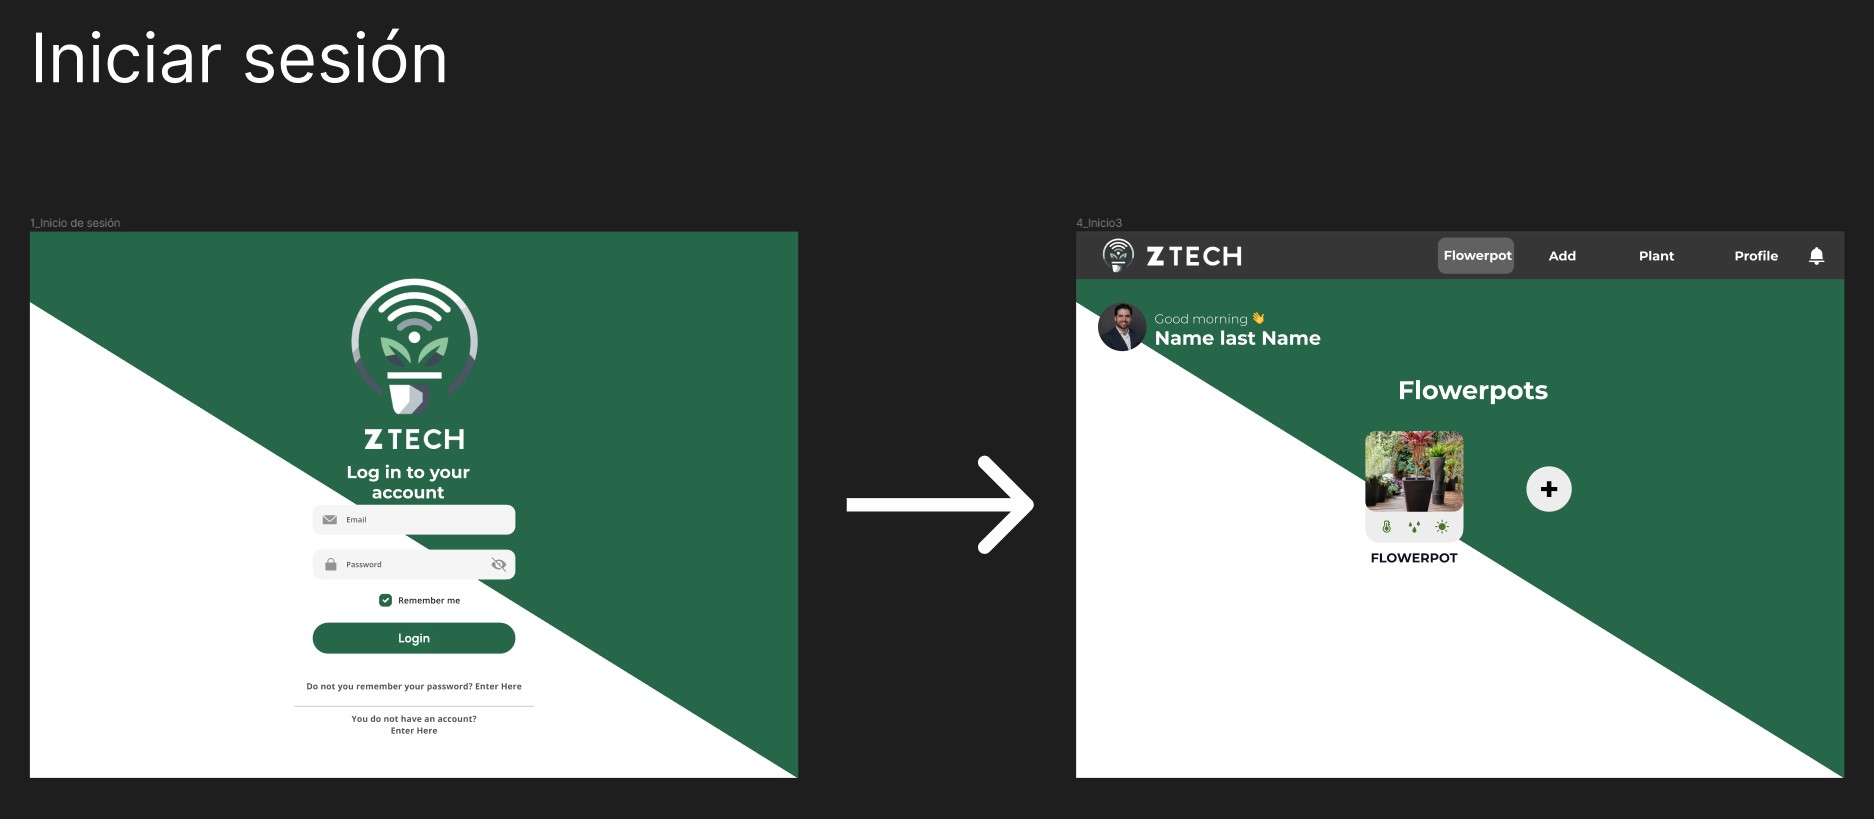 Iniciar sesión
1_Inicio de sesión
Z TECH
Log in to your
account
Email
Password
Remember me
Login
Do not you remember your password? Enter Here
You do not have an account?
Enter Here
4_Inicio3
Z TECH
Flowerpot
Add
Plant
Profile
Good morning 👋
Name last Name
Flowerpots
+
FLOWERPOT